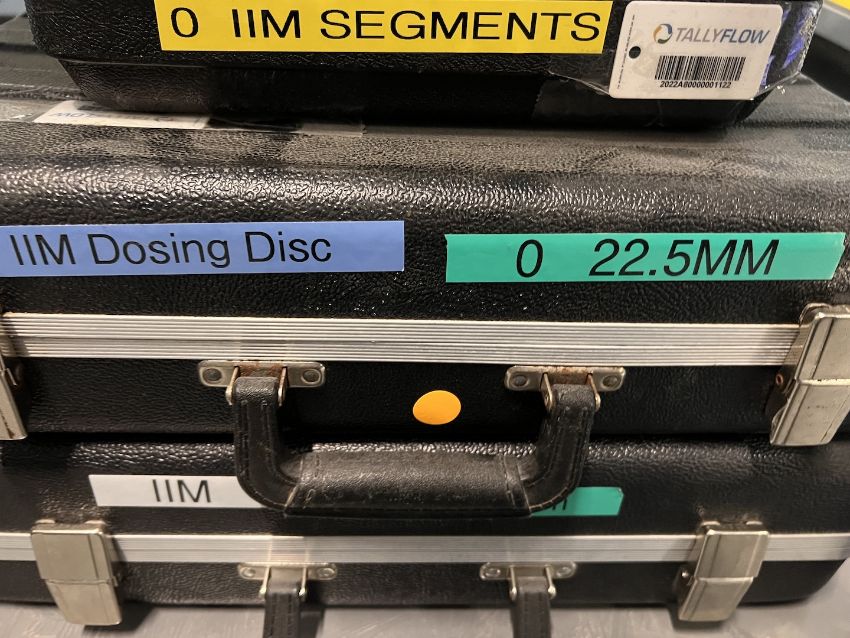 0 IIM SEGMENTS
TALLYFLOW
2022A80000001122
IIM Dosing Disc
0 22.5MM
IIM